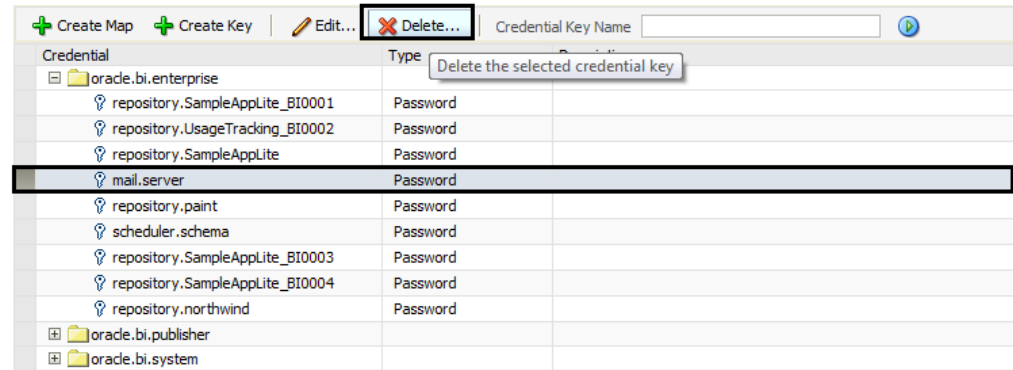 Create Map Create Key Edit... Delete... Credential Key Name
Credential Type
Delete the selected credential key
oracle.bi.enterprise
repository.SampleAppLite_BI0001 Password
repository.UsageTracking_BI0002 Password
repository.SampleAppLite Password
mail.server Password
repository.paint Password
scheduler.schema Password
repository.SampleAppLite_BI0003 Password
repository.SampleAppLite_BI0004 Password
repository.northwind Password
oracle.bi.publisher
oracle.bi.system